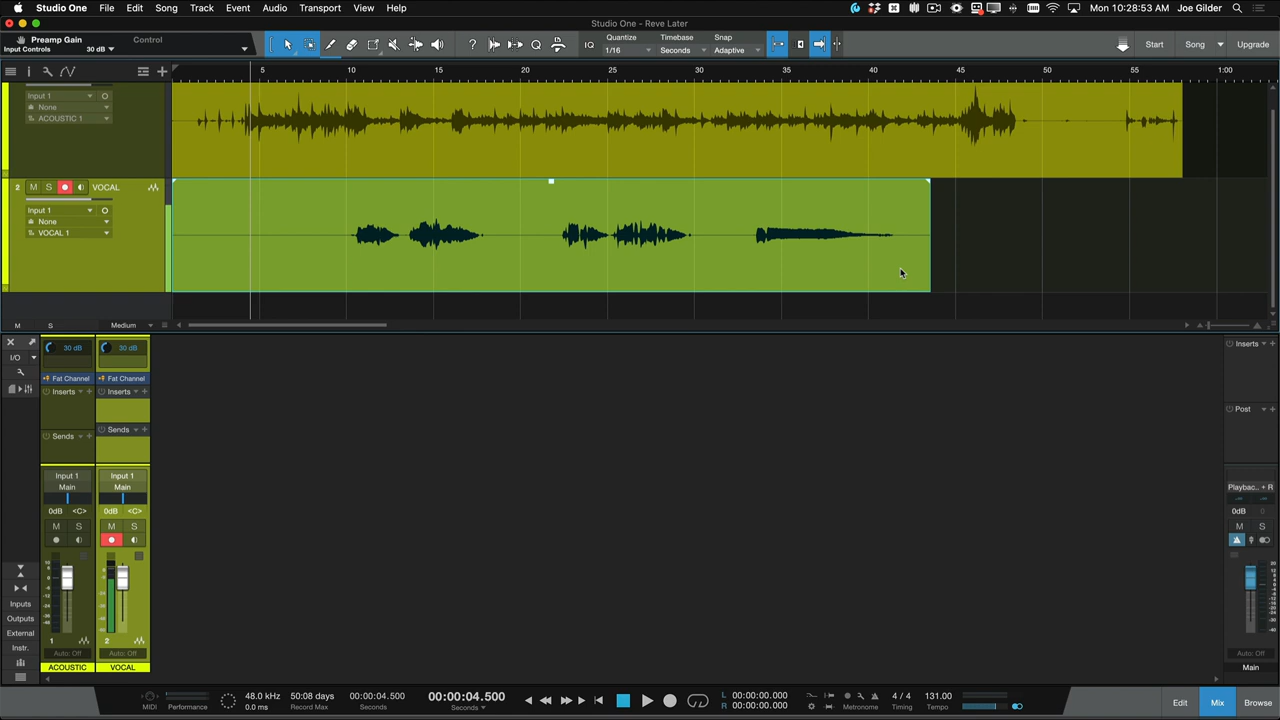 Studio One File Edit Song Track Event Audio Transport View Help Mon 10:28:53 AM Joe Gilder
Studio One - Reve Later
Preamp Gain Control
Input Controls 30 dB
IQ Quantize 1/16 Timebase Seconds Snap Adaptive Start Song Upgrade
5 10 15 20 25 30 35 40 45 50 55 1:00
Input 1
None
ACOUSTIC 1
2 M S VOCAL
Input 1
None
VOCAL 1
M S Medium
I/O 30 dB 30 dB Inserts
Fat Channel Fat Channel
Inserts Inserts
Post
Sends Sends
Input 1 Input 1
Main Main Playbac.. + R
0dB <C> 0dB <C> 0dB 0
M S M S M
Inputs
Outputs
External
1 2
Instr. Auto: Off Auto: Off Auto: Off
ACOUSTIC VOCAL Main
MIDI Performance 48.0 kHz 0.0 ms 50:08 days Record Max 00:00:04.500 Seconds 00:00:04.500 Seconds L 00:00:00.000 R 00:00:00.000 Metronome 4 / 4 Timing 131.00 Tempo Edit Mix Browse